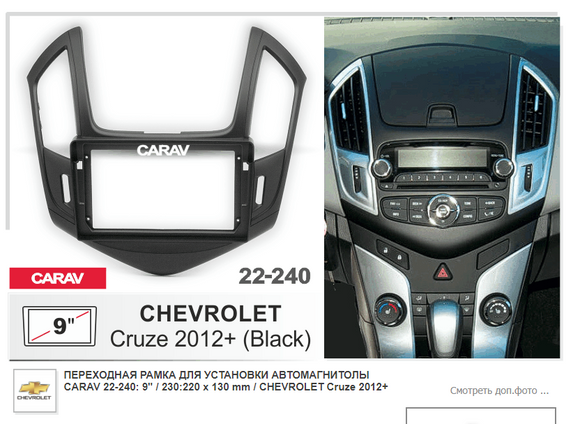 CARAV
CARAV
22-240
9"
CHEVROLET
Cruze 2012+ (Black)
CHEVROLET
ПЕРЕХОДНАЯ РАМКА ДЛЯ УСТАНОВКИ АВТОМАГНИТОЛЫ
CARAV 22-240: 9" / 230:220 x 130 mm / CHEVROLET Cruze 2012+
Смотреть доп.фото ...